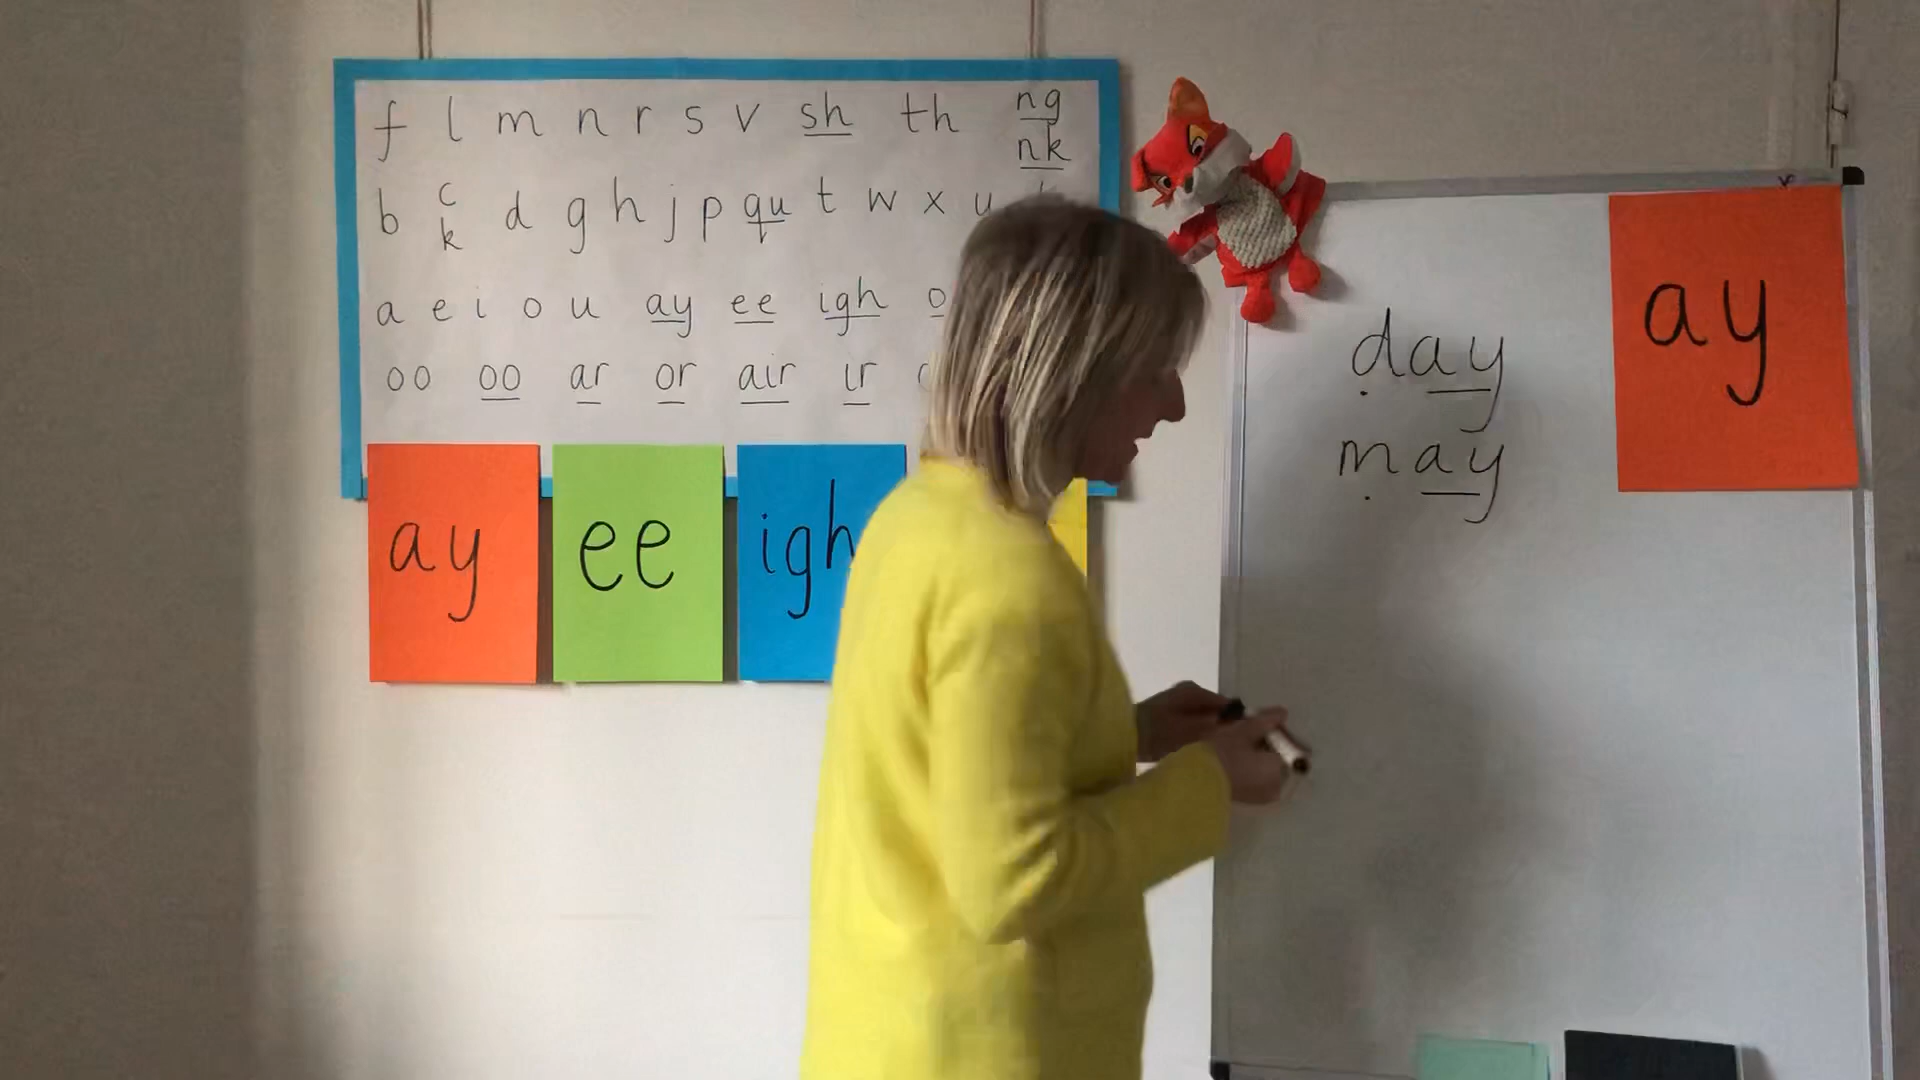 f l m n r s v sh th ng
nk
b c d g h j p qu t w x
k
a e i o u ay ee igh
oo oo ar or air ir
ay
ee
igh
day
may
ay